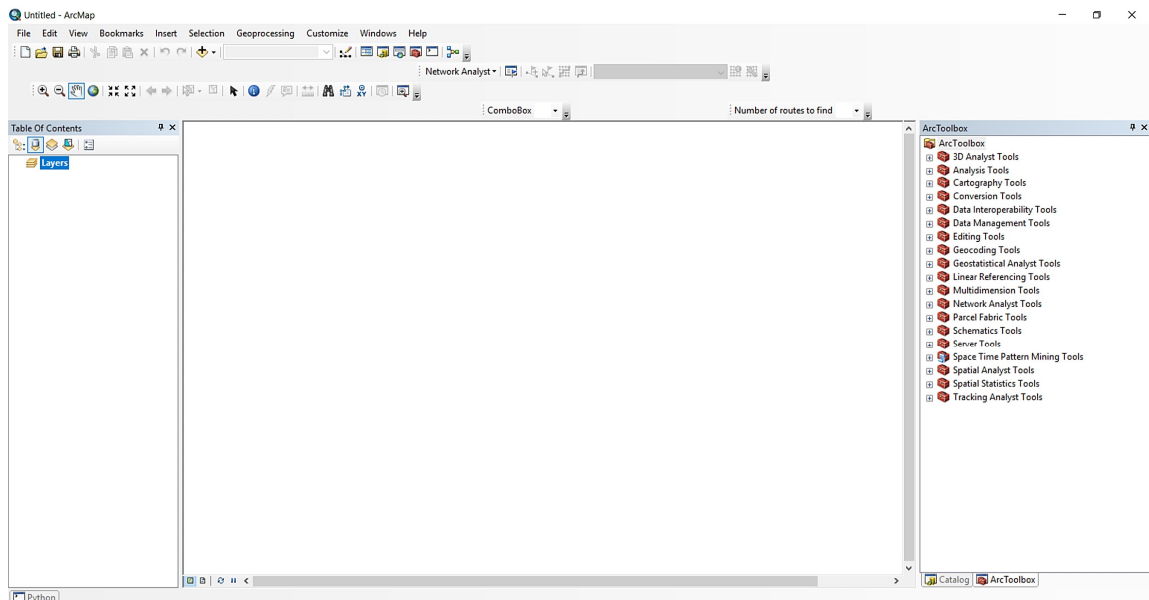 Untitled - ArcMap
File Edit View Bookmarks Insert Selection Geoprocessing Customize Windows Help
Network Analyst
ComboBox
Number of routes to find
Table Of Contents
Layers
ArcToolbox
ArcToolbox
3D Analyst Tools
Analysis Tools
Cartography Tools
Conversion Tools
Data Interoperability Tools
Data Management Tools
Editing Tools
Geocoding Tools
Geostatistical Analyst Tools
Linear Referencing Tools
Multidimension Tools
Network Analyst Tools
Parcel Fabric Tools
Schematics Tools
Server Tools
Space Time Pattern Mining Tools
Spatial Analyst Tools
Spatial Statistics Tools
Tracking Analyst Tools
Catalog ArcToolbox
Python